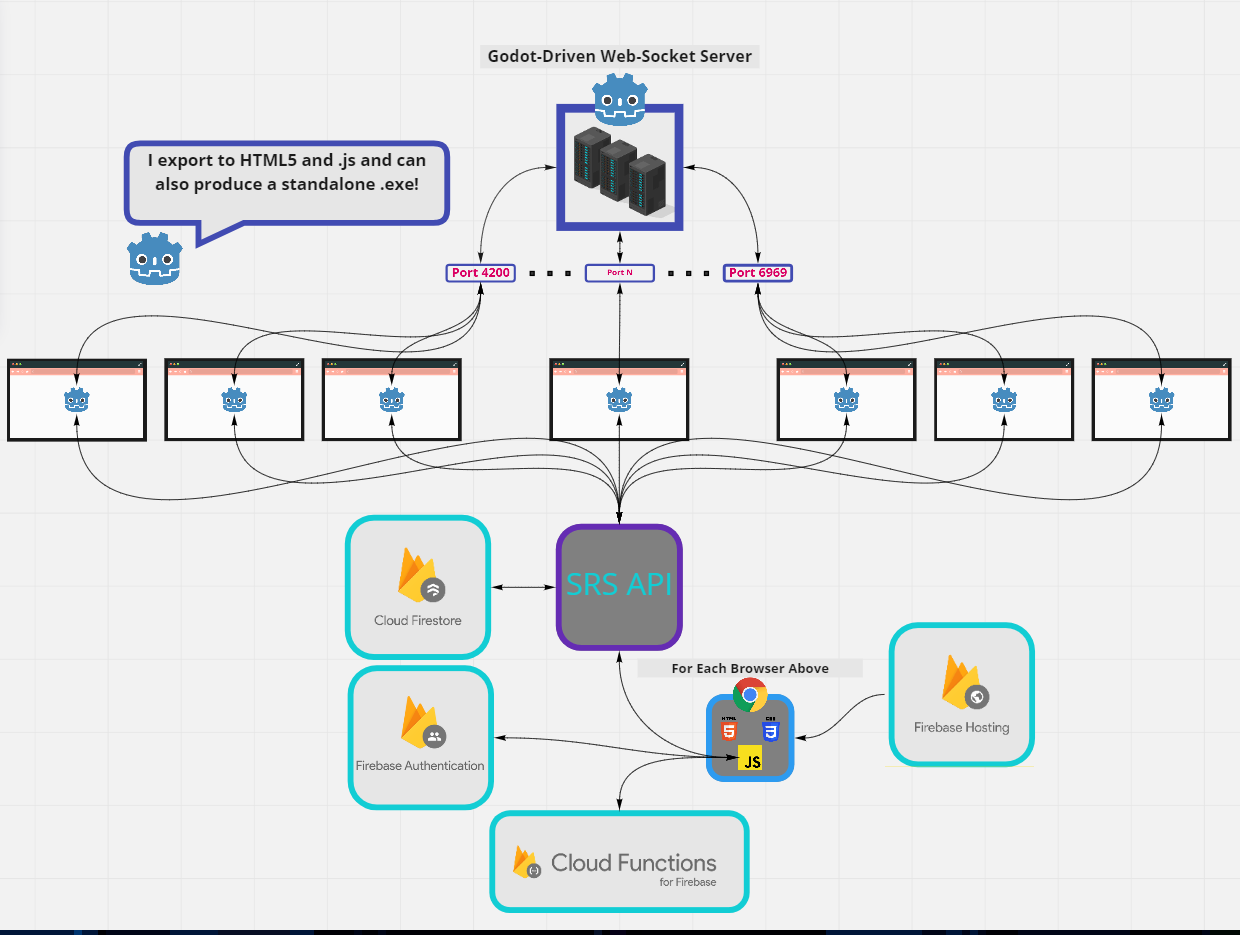 Godot-Driven Web-Socket Server
I export to HTML5 and .js and can
also produce a standalone .exe!
Port 4200
Port N
Port 6969
SRS API
Cloud Firestore
For Each Browser Above
HTML
5
CSS
3
JS
Firebase Hosting
Firebase Authentication
Cloud Functions
for Firebase